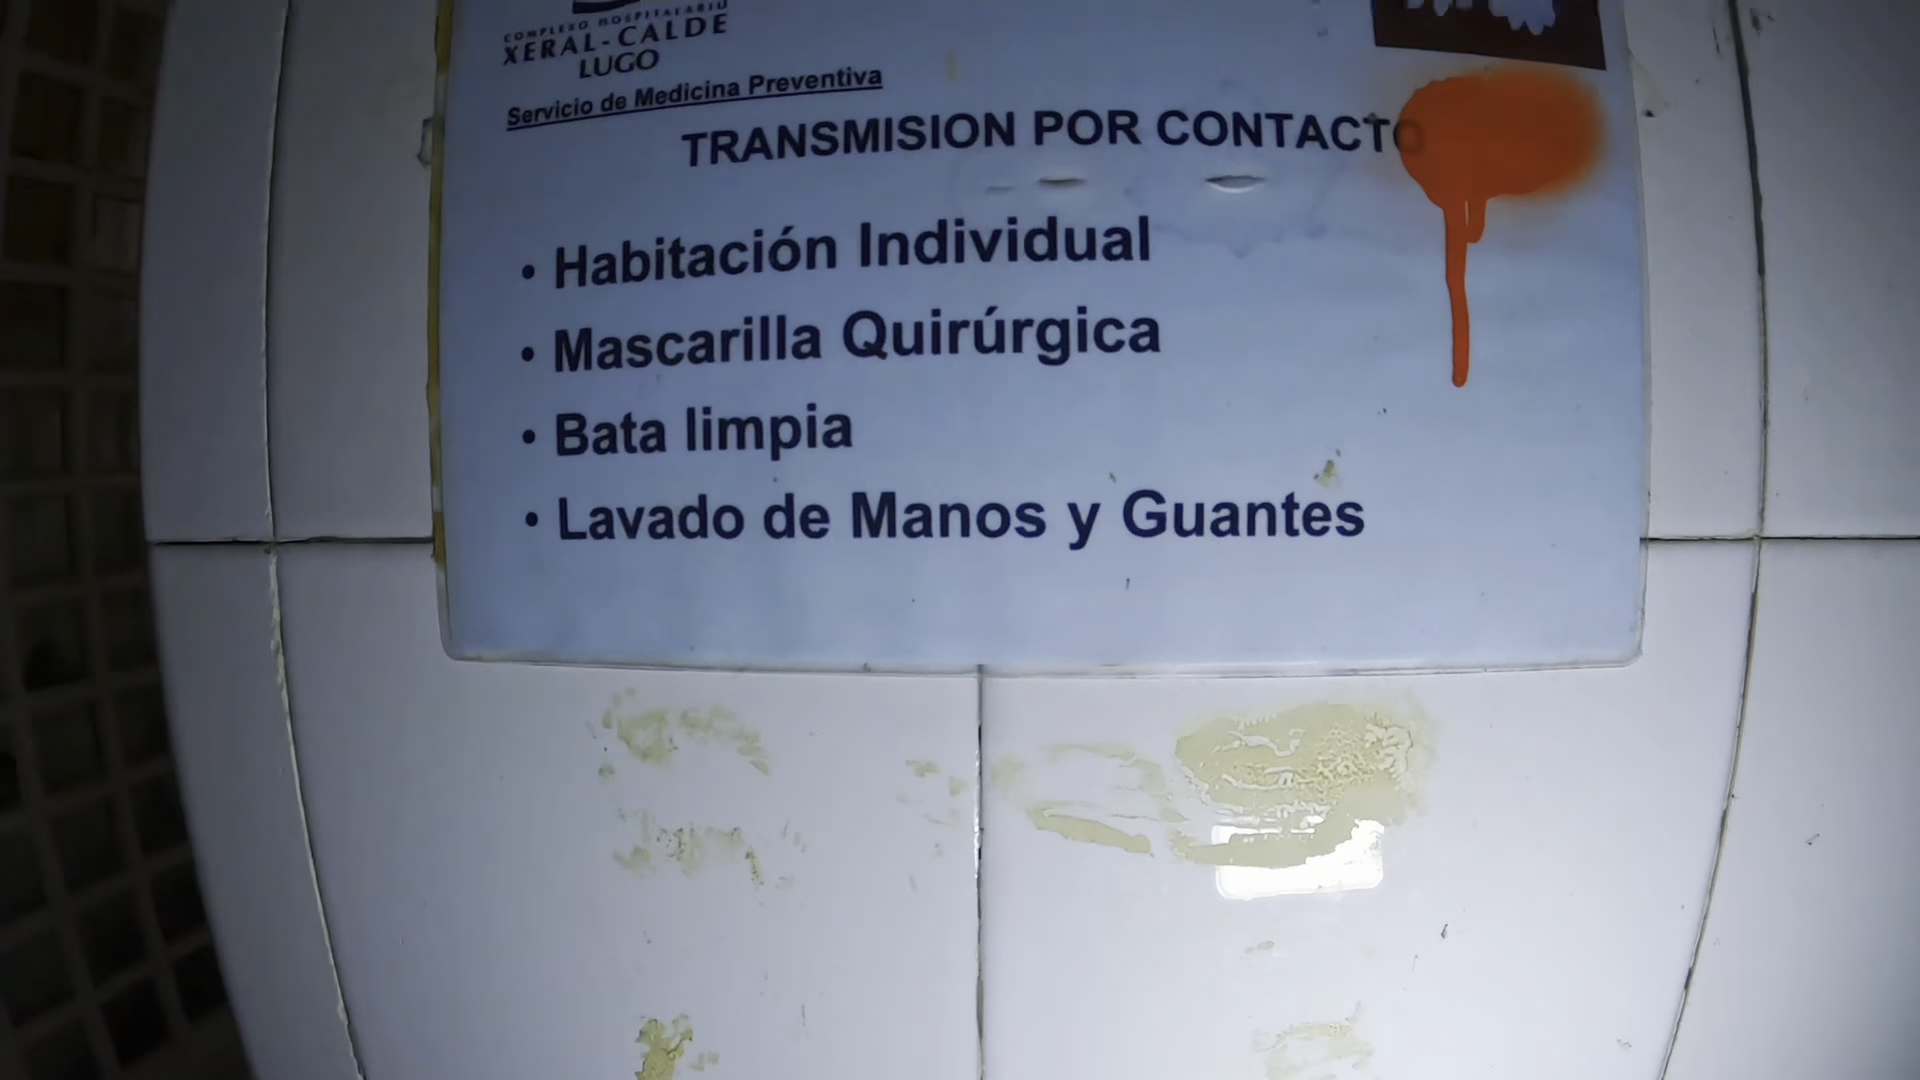 COMPLEXO HOSPITALARIO
XERAL-CALDE
LUGO
Servicio de Medicina Preventiva
TRANSMISION POR CONTACTO
• Habitación Individual
• Mascarilla Quirúrgica
• Bata limpia
• Lavado de Manos y Guantes